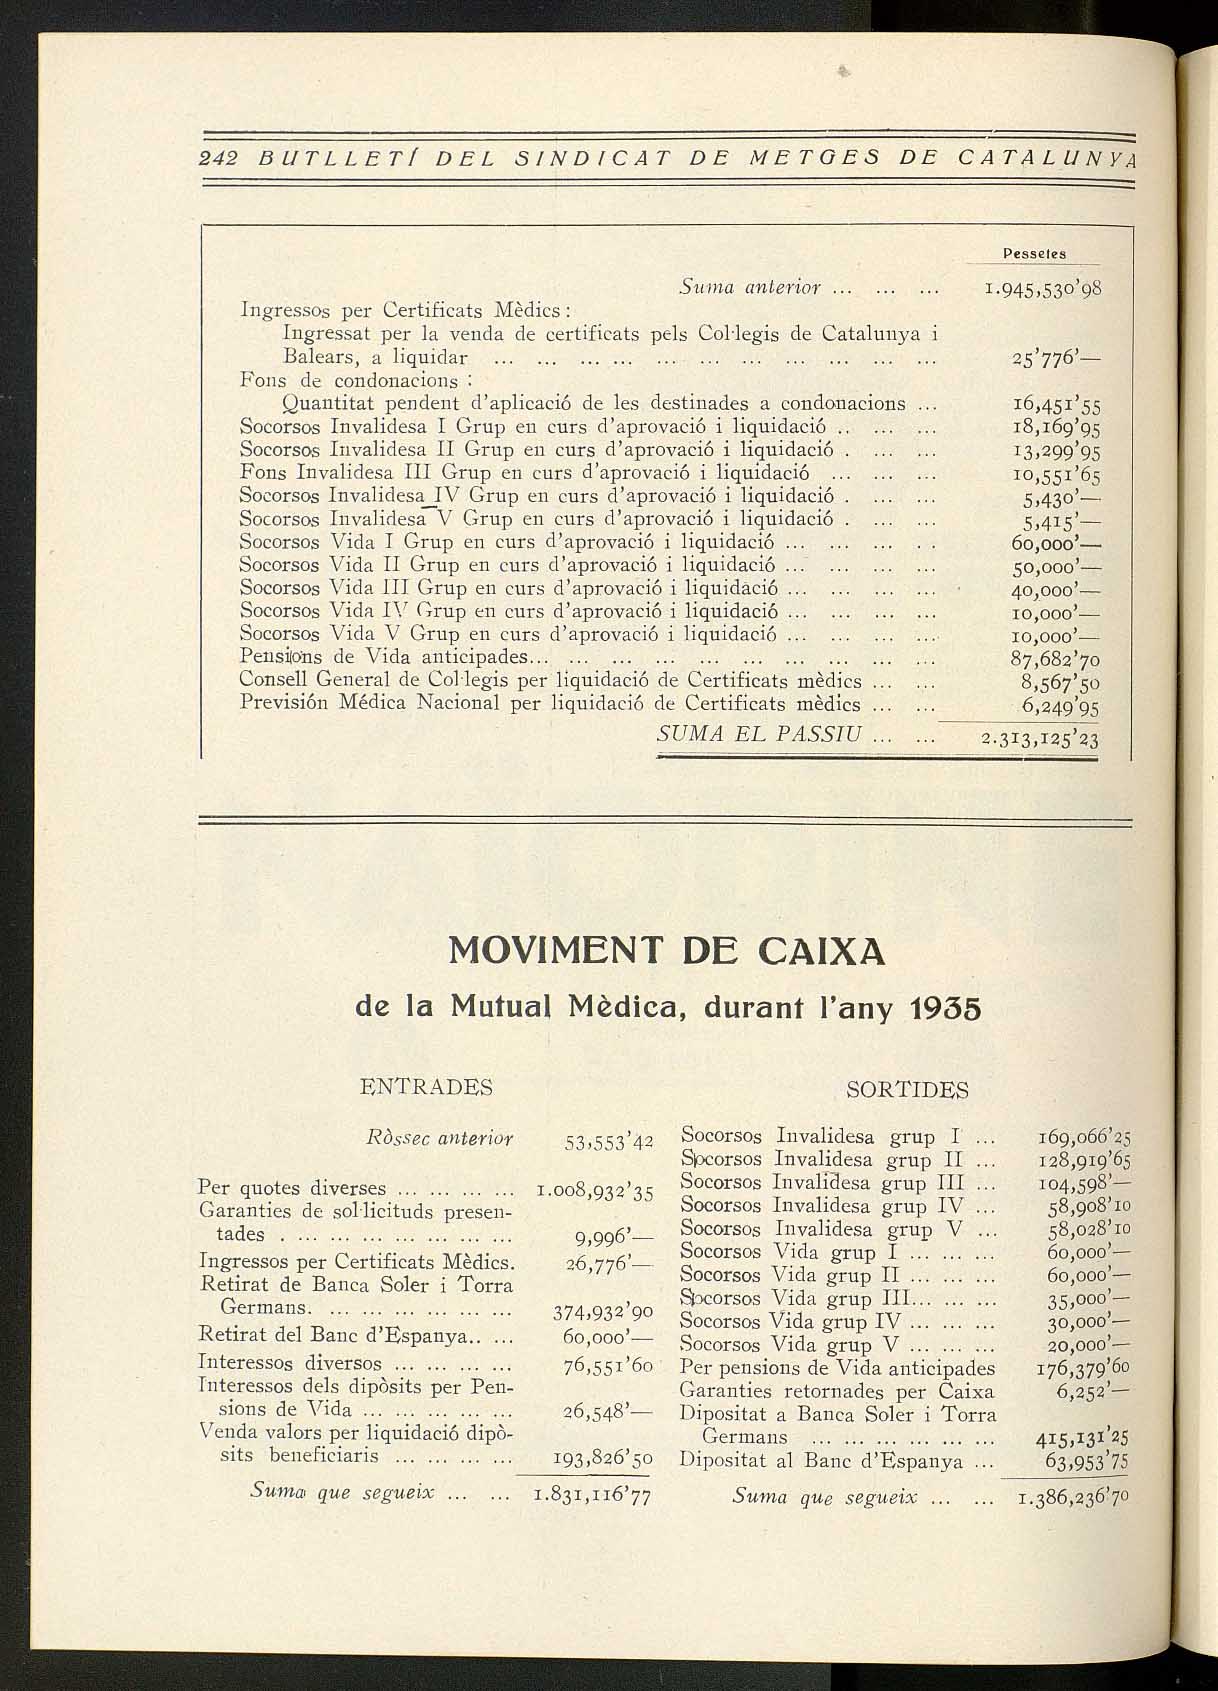 242 BUTLLETÍ DEL SINDICAT DE METGES DE CATALUNYA
Pessetes
Suma anterior ... ... ... 1.945,530'98
Ingressos per Certificats Mèdics :
Ingressat per la venda de certificats pels Col·legis de Catalunya i
Balears, a liquidar ... ... ... ... ... ... ... ... ... ... ... 25'776'—
Fons de condonacions :
Quantitat pendent d'aplicació de les destinades a condonacions ... 16,451'55
Socorsos Invalidesa I Grup en curs d'aprovació i liquidació .. ... ... 18,169'95
Socorsos Invalidesa II Grup en curs d'aprovació i liquidació . ... ... 13,299'95
Fons Invalidesa III Grup en curs d'aprovació i liquidació ... ... ... 10,551'65
Socorsos Invalidesa IV Grup en curs d'aprovació i liquidació . ... ... 5,430'—
Socorsos Invalidesa V Grup en curs d'aprovació i liquidació . ... ... 5,415'—
Socorsos Vida I Grup en curs d'aprovació i liquidació ... ... ... . . 60,000'—
Socorsos Vida II Grup en curs d'aprovació i liquidació ... ... ... ... 50,000'—
Socorsos Vida III Grup en curs d'aprovació i liquidació ... ... ... ... 40,000'—
Socorsos Vida IV Grup en curs d'aprovació i liquidació ... ... ... ... 10,000'—
Socorsos Vida V Grup en curs d'aprovació i liquidació ... ... ... ... 10,000'—
Pensions de Vida anticipades... ... ... ... ... ... ... ... ... ... 87,682'70
Consell General de Col·legis per liquidació de Certificats mèdics ... ... 8,567'50
Previsión Médica Nacional per liquidació de Certificats mèdics ... ... 6,249'95
SUMA EL PASSIU ... ... 2.313,125'23
MOVIMENT DE CAIXA
de la Mutual Mèdica, durant l'any 1935
ENTRADES
Ròssec anterior 53,553'42
Per quotes diverses ... ... ... ... 1.008,932'35
Garanties de sol·licituds presen-
tades . ... ... ... ... ... ... ... 9,996'—
Ingressos per Certificats Mèdics. 26,776'—
Retirat de Banca Soler i Torra
Germans. ... ... ... ... ... ... 374,932'90
Retirat del Banc d'Espanya.. ... 60,000'—
Interessos diversos ... ... ... ... 76,551'60
Interessos dels dipòsits per Pen-
sions de Vida ... ... ... ... ... 26,548'—
Venda valors per liquidació dipò-
sits beneficiaris ... ... ... ... 193,826'50
Suma que segueix ... ... 1.831,116'77
SORTIDES
Socorsos Invalidesa grup I ... 169,066'25
Socorsos Invalidesa grup II ... 128,919'65
Socorsos Invalidesa grup III ... 104,598'—
Socorsos Invalidesa grup IV ... 58,908'10
Socorsos Invalidesa grup V ... 58,028'10
Socorsos Vida grup I ... ... ... 60,000'—
Socorsos Vida grup II ... ... ... 60,000'—
Socorsos Vida grup III... ... ... 35,000'—
Socorsos Vida grup IV ... ... ... 30,000'—
Socorsos Vida grup V ... ... ... 20,000'—
Per pensions de Vida anticipades 176,379'60
Garanties retornades per Caixa 6,252'—
Dipositat a Banca Soler i Torra
Germans ... ... ... ... ... ... 415,131'25
Dipositat al Banc d'Espanya ... 63,953'75
Suma que segueix ... ... 1.386,236'70